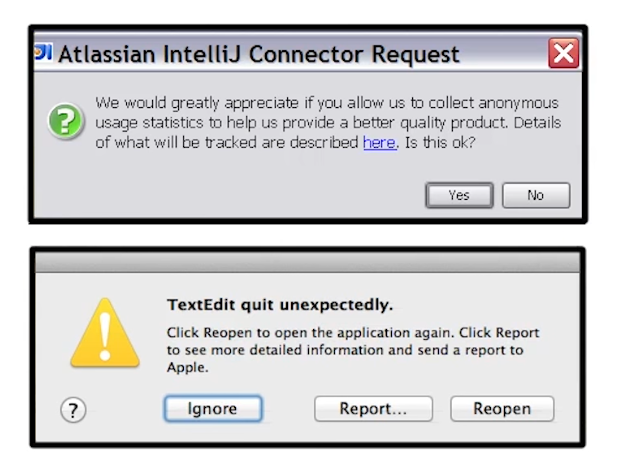 Atlassian IntelliJ Connector Request
We would greatly appreciate if you allow us to collect anonymous
usage statistics to help us provide a better quality product. Details
of what will be tracked are described here. Is this ok?
Yes No
TextEdit quit unexpectedly.
Click Reopen to open the application again. Click Report
to see more detailed information and send a report to
Apple.
? Ignore Report... Reopen